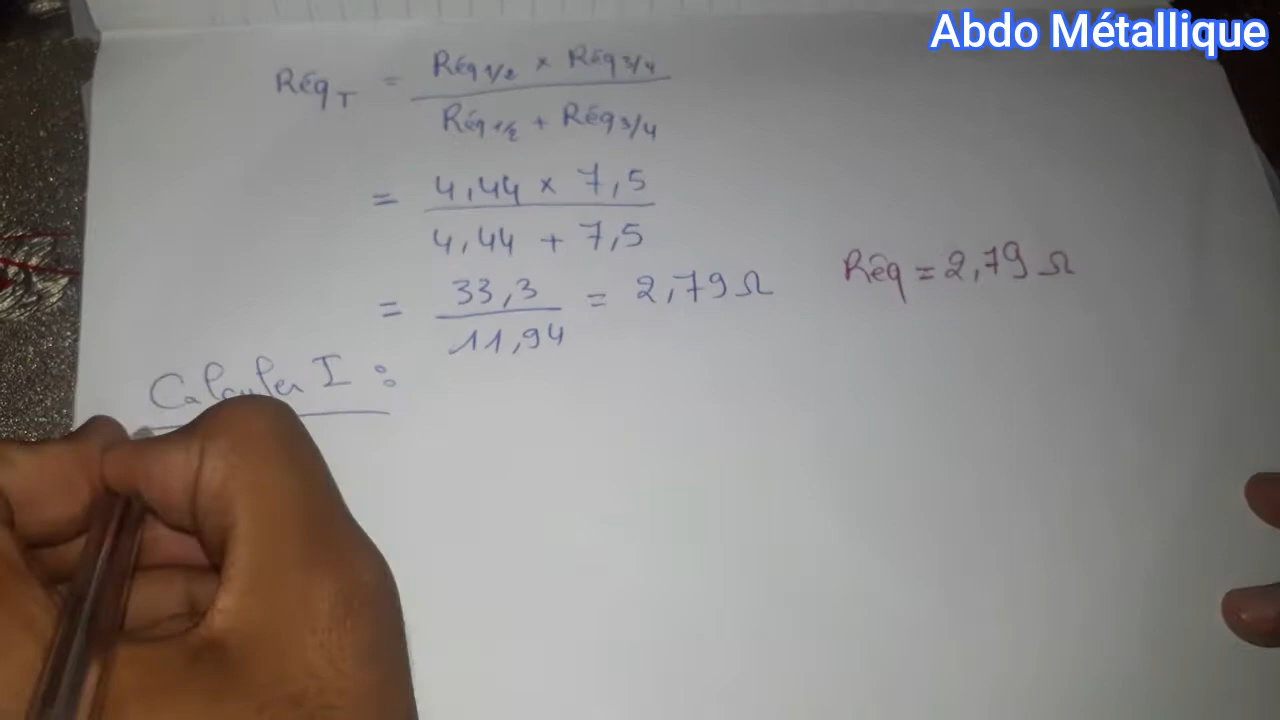 Abdo Métallique
RéqT = Réq1/2 × Réq3/4 / Réq1/2 + Réq3/4
= 4,44 × 7,5 / 4,44 + 7,5
= 33,3 / 11,94 = 2,79 Ω
Réq = 2,79 Ω
Calculer I :